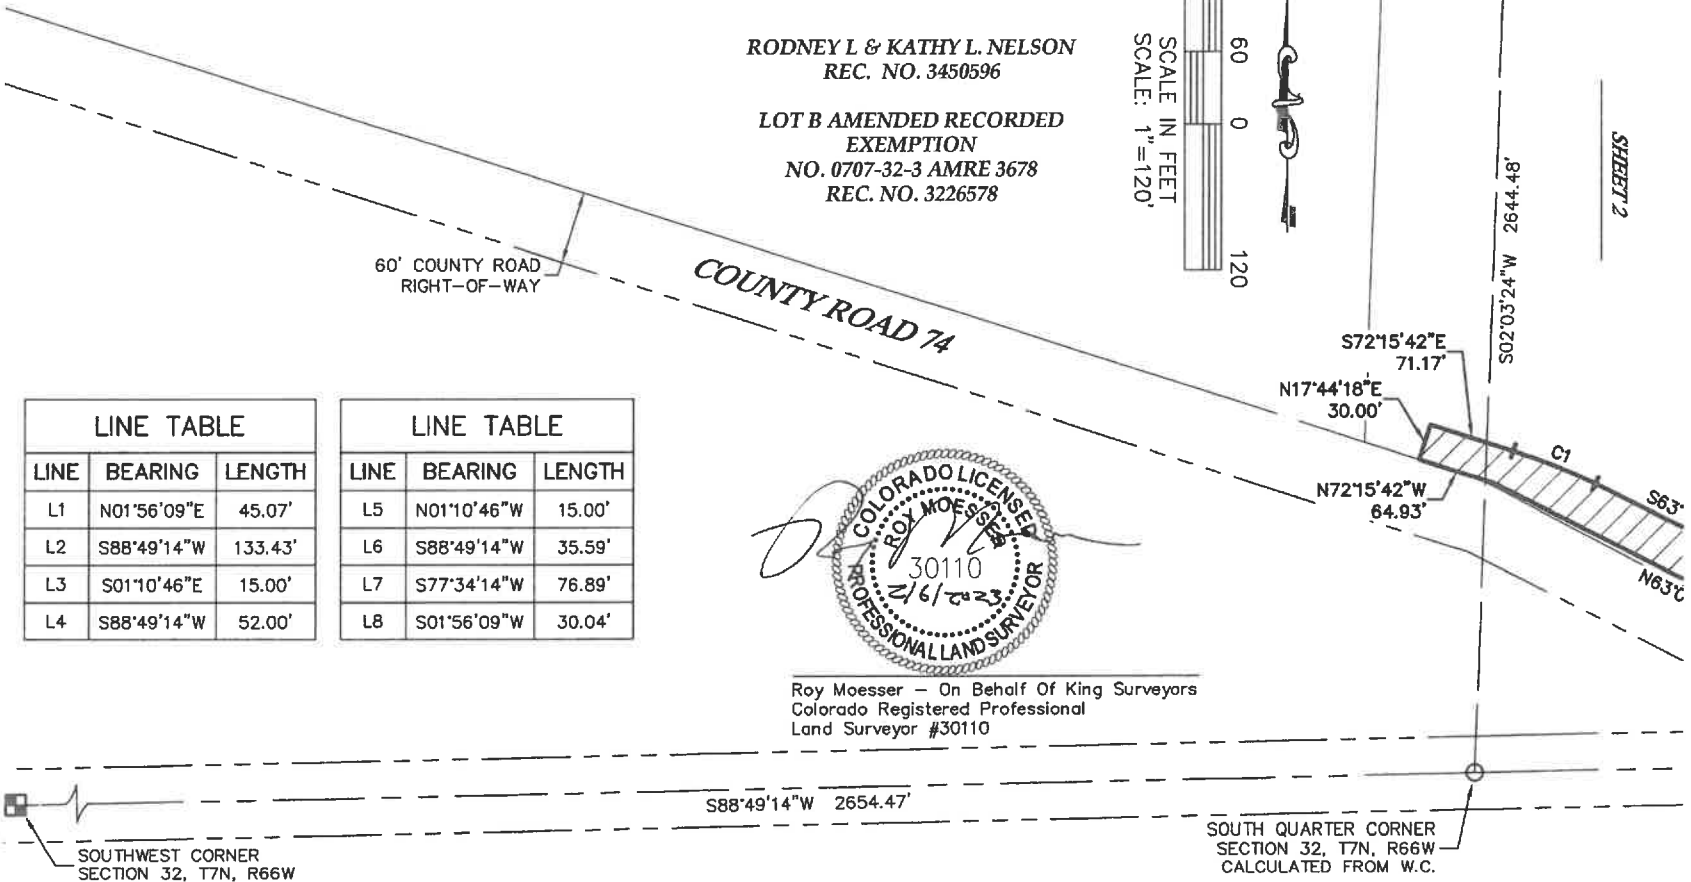 RODNEY L & KATHY L. NELSON
REC. NO. 3450596
LOT B AMENDED RECORDED
EXEMPTION
NO. 0707-32-3 AMRE 3678
REC. NO. 3226578
SCALE IN FEET
SCALE: 1"=120'
60
0
120
SHEET 2
S02°03'24"W 2644.48'
60' COUNTY ROAD
RIGHT-OF-WAY
COUNTY ROAD 74
S72°15'42"E
71.17'
N17°44'18"E
30.00'
C1
N72°15'42"W
64.93'
S63°
N63°0
LINE TABLE
LINE BEARING LENGTH
L1 N01°56'09"E 45.07'
L2 S88°49'14"W 133.43'
L3 S01°10'46"E 15.00'
L4 S88°49'14"W 52.00'
LINE TABLE
LINE BEARING LENGTH
L5 N01°10'46"W 15.00'
L6 S88°49'14"W 35.59'
L7 S77°34'14"W 76.89'
L8 S01°56'09"W 30.04'
COLORADO LICENSED
ROY MOESSER
30110
12/6/2023
PROFESSIONAL LAND SURVEYOR
Roy Moesser – On Behalf Of King Surveyors
Colorado Registered Professional
Land Surveyor #30110
S88°49'14"W 2654.47'
SOUTHWEST CORNER
SECTION 32, T7N, R66W
SOUTH QUARTER CORNER
SECTION 32, T7N, R66W
CALCULATED FROM W.C.